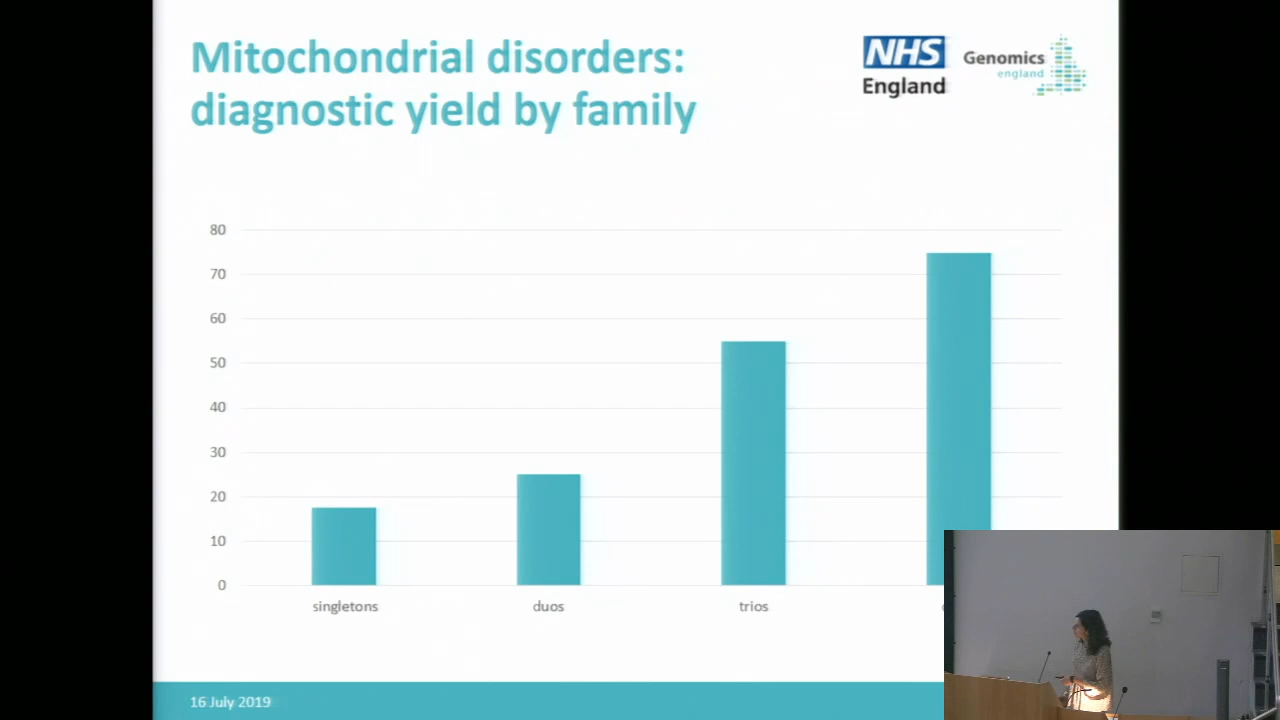 Mitochondrial disorders:
diagnostic yield by family
NHS
England
Genomics
england
80
70
60
50
40
30
20
10
0
singletons
duos
trios
16 July 2019